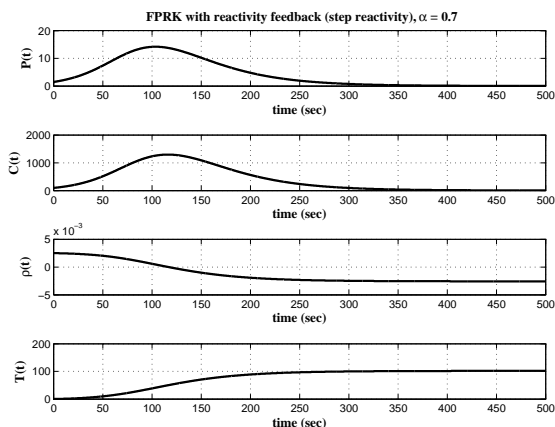 FPRK with reactivity feedback (step reactivity), α = 0.7
20
10
0
P(t)
0 50 100 150 200 250 300 350 400 450 500
time (sec)
2000
1000
0
C(t)
0 50 100 150 200 250 300 350 400 450 500
time (sec)
x 10⁻³
5
0
−5
ρ(t)
0 50 100 150 200 250 300 350 400 450 500
time (sec)
200
100
0
T(t)
0 50 100 150 200 250 300 350 400 450 500
time (sec)